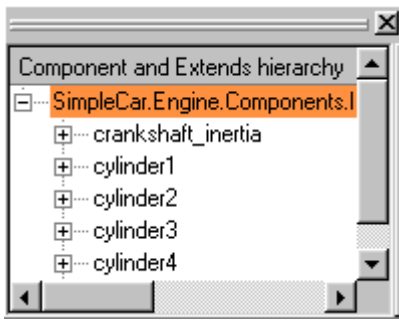 Component and Extends hierarchy
SimpleCar.Engine.Components.
crankshaft_inertia
cylinder1
cylinder2
cylinder3
cylinder4